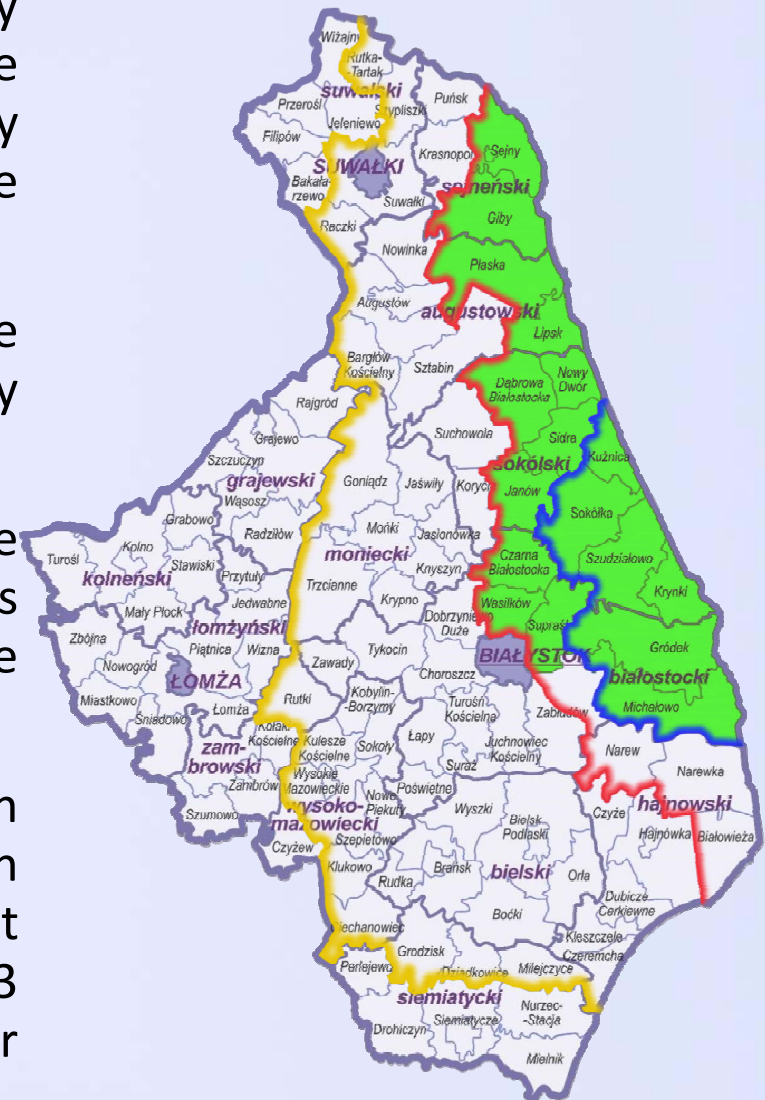 y
e
y
e
e
y
e
s
e
n
n
t
3
r
Wiżajny
Rutka-
-Tartak
suwalski
Przerośl
Szypliszki
Puńsk
Jeleniewo
Filipów
Krasnopol
Sejny
SUWAŁKI
Bakała-
rzewo
sejneński
Suwałki
Giby
Raczki
Nowinka
Płaska
Augustów
augustowski
Lipsk
Bargłów
Kościelny
Sztabin
Nowy
Dwór
Dąbrowa
Białostocka
Rajgród
Suchowola
Sidra
Grajewo
Kuźnica
Szczuczyn
sokólski
grajewski
Goniądz
Jaświły
Korycin
Janów
Wąsosz
Sokółka
Grabowo
Mońki
Radziłów
Jasionówka
Kolno
Turośl
moniecki
Czarna
Białostocka
Szudziałowo
Stawiski
Knyszyn
kolneński
Przytuły
Trzcianne
Krynki
Jedwabne
Krypno
Wasilków
Mały Płock
Dobrzyniewo
Duże
Supraśl
łomżyński
Zbójna
Piątnica
Wizna
Tykocin
Gródek
Nowogród
Zawady
BIAŁYSTOK
Choroszcz
białostocki
ŁOMŻA
Miastkowo
Rutki
Kobylin-
-Borzymy
Turośń
Kościelna
Michałowo
Śniadowo
Łomża
Zabłudów
Kołaki
Kościelne
Kulesze
Kościelne
Sokoły
Łapy
Juchnowiec
Kościelny
Narew
zam-
browski
Suraż
Narewka
Wysokie
Mazowieckie
Zambrów
Poświętne
Nowe
Piekuty
Wyszki
hajnowski
Szumowo
wysoko-
mazowiecki
Czyże
Bielsk
Podlaski
Hajnówka
Białowieża
Czyżew
Szepietowo
Klukowo
Brańsk
bielski
Orla
Rudka
Dubicze
Cerkiewne
Boćki
Ciechanowiec
Kleszczele
Grodzisk
Czeremcha
Perlejewo
Dziadkowice
Milejczyce
siemiatycki
Nurzec-
-Stacja
Siemiatycze
Drohiczyn
Mielnik